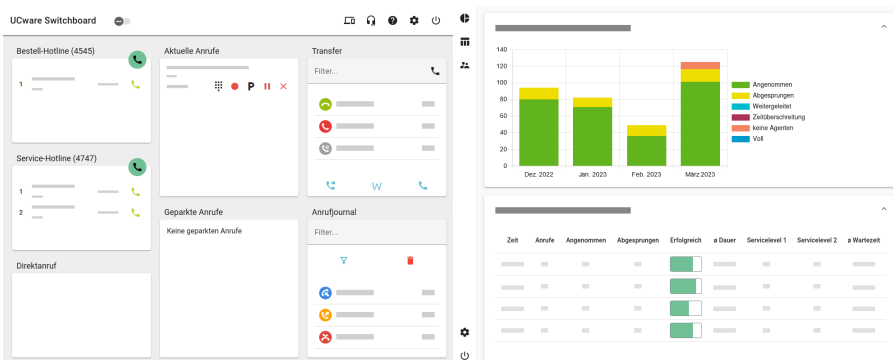 UCware Switchboard
Bestell-Hotline (4545)
1
Service-Hotline (4747)
1
2
Direktanruf
Aktuelle Anrufe
P
Geparkte Anrufe
Keine geparkten Anrufe
Transfer
Filter...
W
Anrufjournal
Filter...
140
120
100
80
60
40
20
0
Dez. 2022 Jan. 2023 Feb. 2023 März 2023
Angenommen
Abgesprungen
Weitergeleitet
Zeitüberschreitung
keine Agenten
Voll
Zeit Anrufe Angenommen Abgesprungen Erfolgreich ø Dauer Servicelevel 1 Servicelevel 2 ø Wartezeit